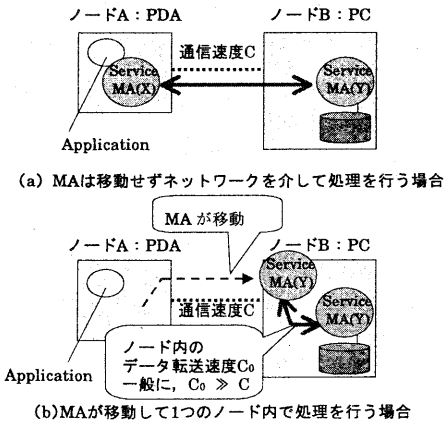 ノードA：PDA
ノードB：PC
通信速度C
Service
MA(X)
Service
MA(Y)
Application
(a) MAは移動せずネットワークを介して処理を行う場合
MAが移動
ノードA：PDA
ノードB：PC
Service
MA(Y)
通信速度C
Service
MA(Y)
ノード内の
データ転送速度C₀
一般に，C₀ ≫ C
Application
(b)MAが移動して1つのノード内で処理を行う場合